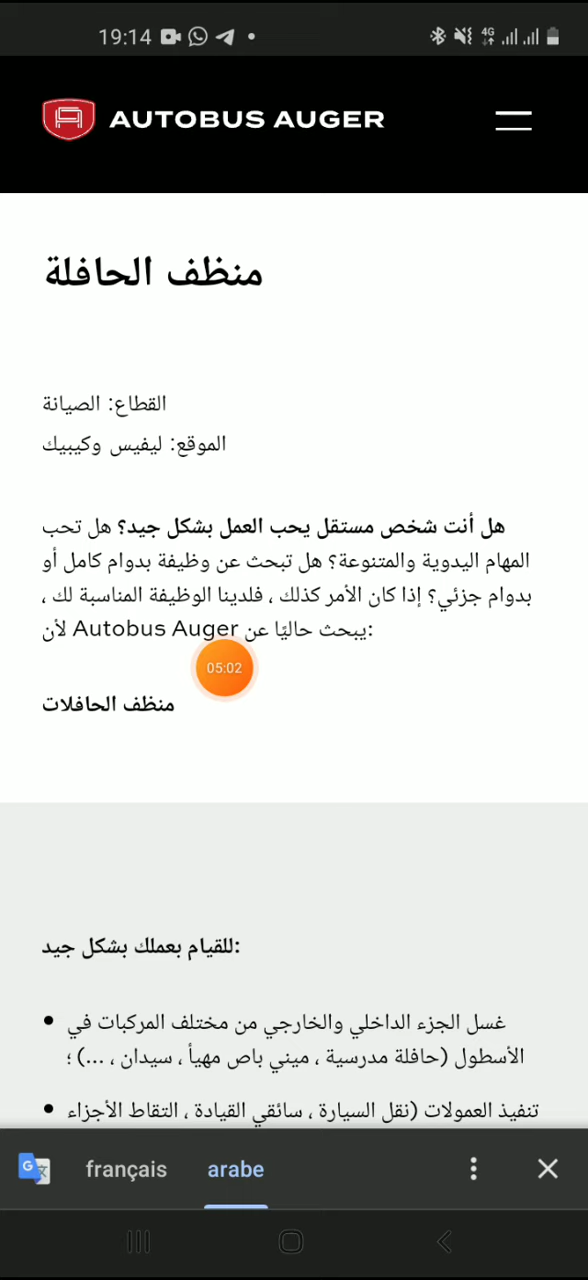 19:14
4G
AUTOBUS AUGER
منظف الحافلة
القطاع: الصيانة
الموقع: ليفيس وكيبيك
هل أنت شخص مستقل يحب العمل بشكل جيد؟ هل تحب
المهام اليدوية والمتنوعة؟ هل تبحث عن وظيفة بدوام كامل أو
بدوام جزئي؟ إذا كان الأمر كذلك ، فلدينا الوظيفة المناسبة لك ،
لأن Autobus Auger يبحث حاليًا عن:
05:02
منظف الحافلات
للقيام بعملك بشكل جيد:
• غسل الجزء الداخلي والخارجي من مختلف المركبات في
الأسطول (حافلة مدرسية ، ميني باص مهيأ ، سيدان ، ...) ؛
• تنفيذ العمولات (نقل السيارة ، سائقي القيادة ، التقاط الأجزاء
français arabe